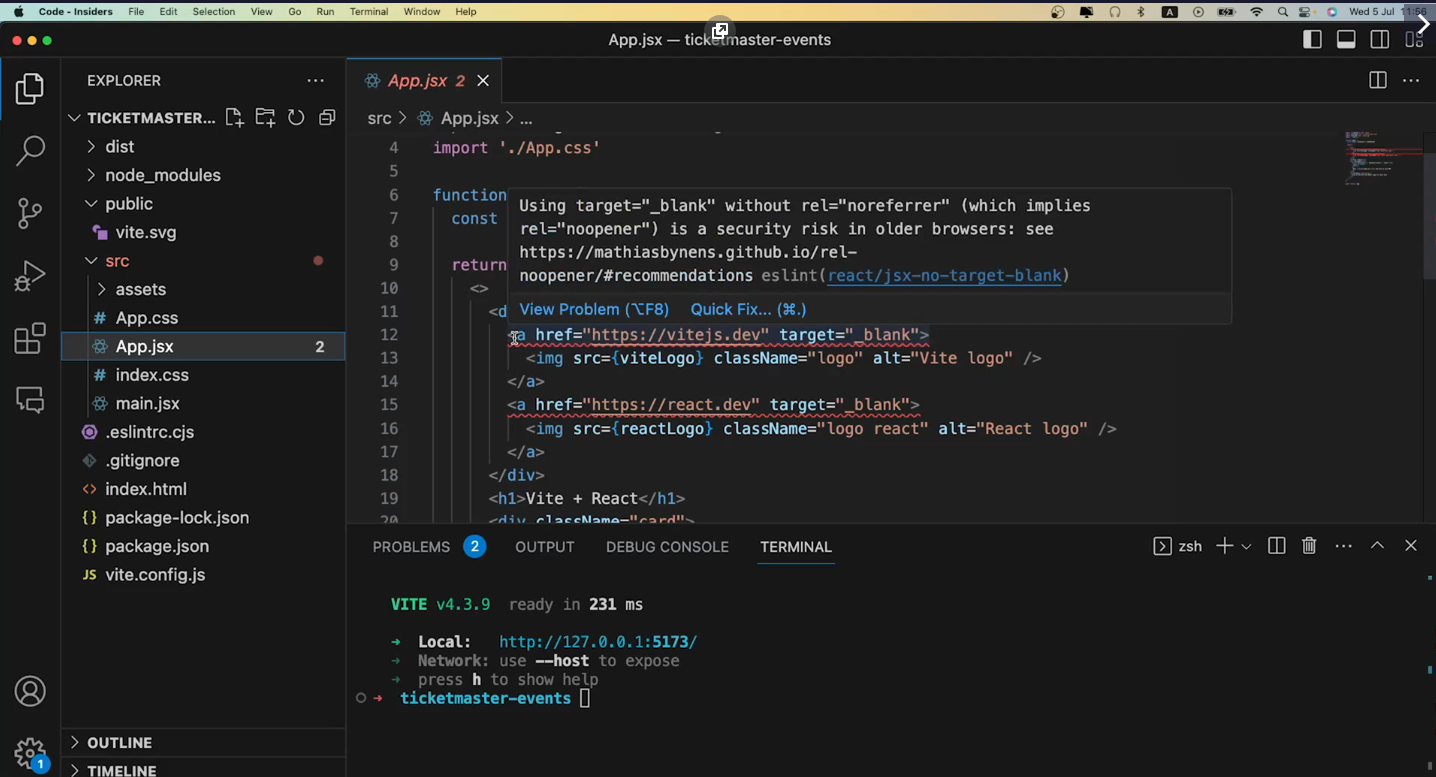 Code - Insiders File Edit Selection View Go Run Terminal Window Help A Wed 5 Jul 11:56
App.jsx — ticketmaster-events
EXPLORER
TICKETMASTER...
dist
node_modules
public
vite.svg
src
assets
# App.css
App.jsx 2
# index.css
main.jsx
.eslintrc.cjs
.gitignore
<> index.html
{ } package-lock.json
{ } package.json
JS vite.config.js
OUTLINE
TIMELINE
1
App.jsx 2
src > App.jsx > ...
4 import './App.css'
5
6 function
7 const
8
9 return
10 <>
11 <d
Using target="_blank" without rel="noreferrer" (which implies
rel="noopener") is a security risk in older browsers: see
https://mathiasbynens.github.io/rel-
noopener/#recommendations eslint(react/jsx-no-target-blank)
View Problem (⌥F8) Quick Fix... (⌘.)
12 <a href="https://vitejs.dev" target="_blank">
13 <img src={viteLogo} className="logo" alt="Vite logo" />
14 </a>
15 <a href="https://react.dev" target="_blank">
16 <img src={reactLogo} className="logo react" alt="React logo" />
17 </a>
18 </div>
19 <h1>Vite + React</h1>
20 <div className="card">
PROBLEMS 2 OUTPUT DEBUG CONSOLE TERMINAL zsh
VITE v4.3.9 ready in 231 ms
➜ Local: http://127.0.0.1:5173/
➜ Network: use --host to expose
➜ press h to show help
➜ ticketmaster-events